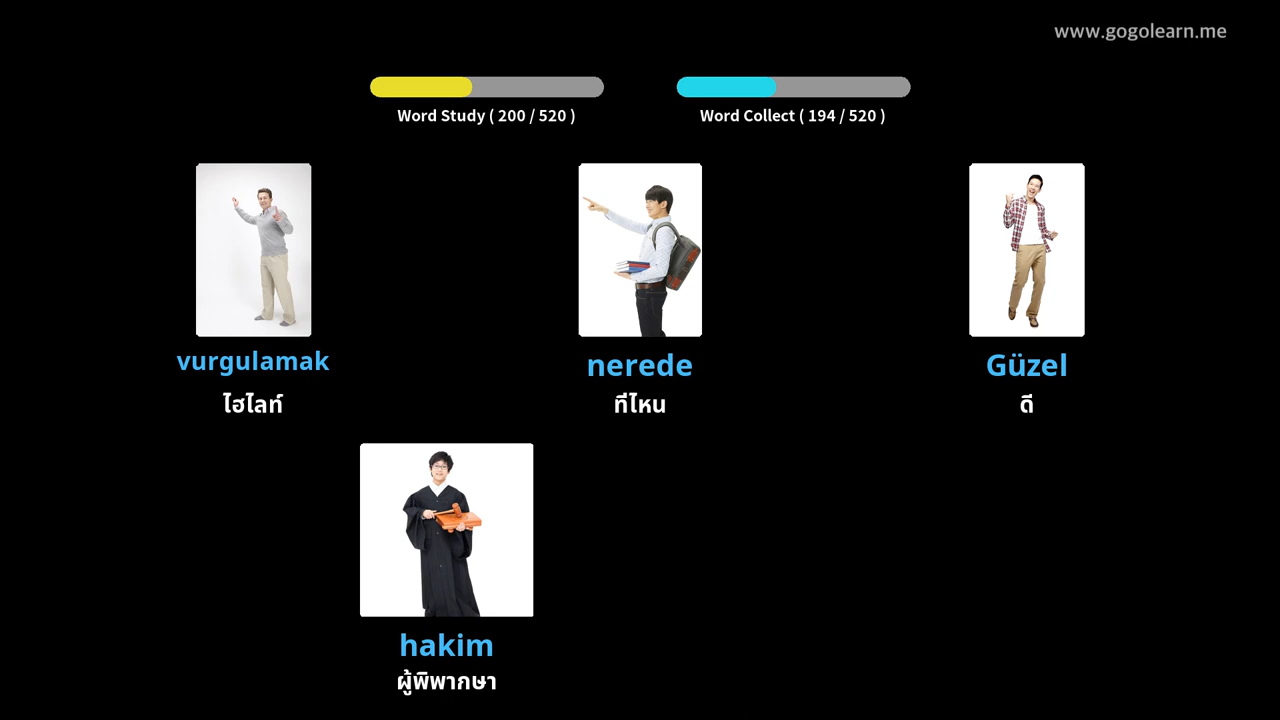 www.gogolearn.me
Word Study ( 200 / 520 )
Word Collect ( 194 / 520 )
vurgulamak
nerede
Güzel
ไฮไลท์
ที่ไหน
ดี
hakim
ผู้พิพากษา